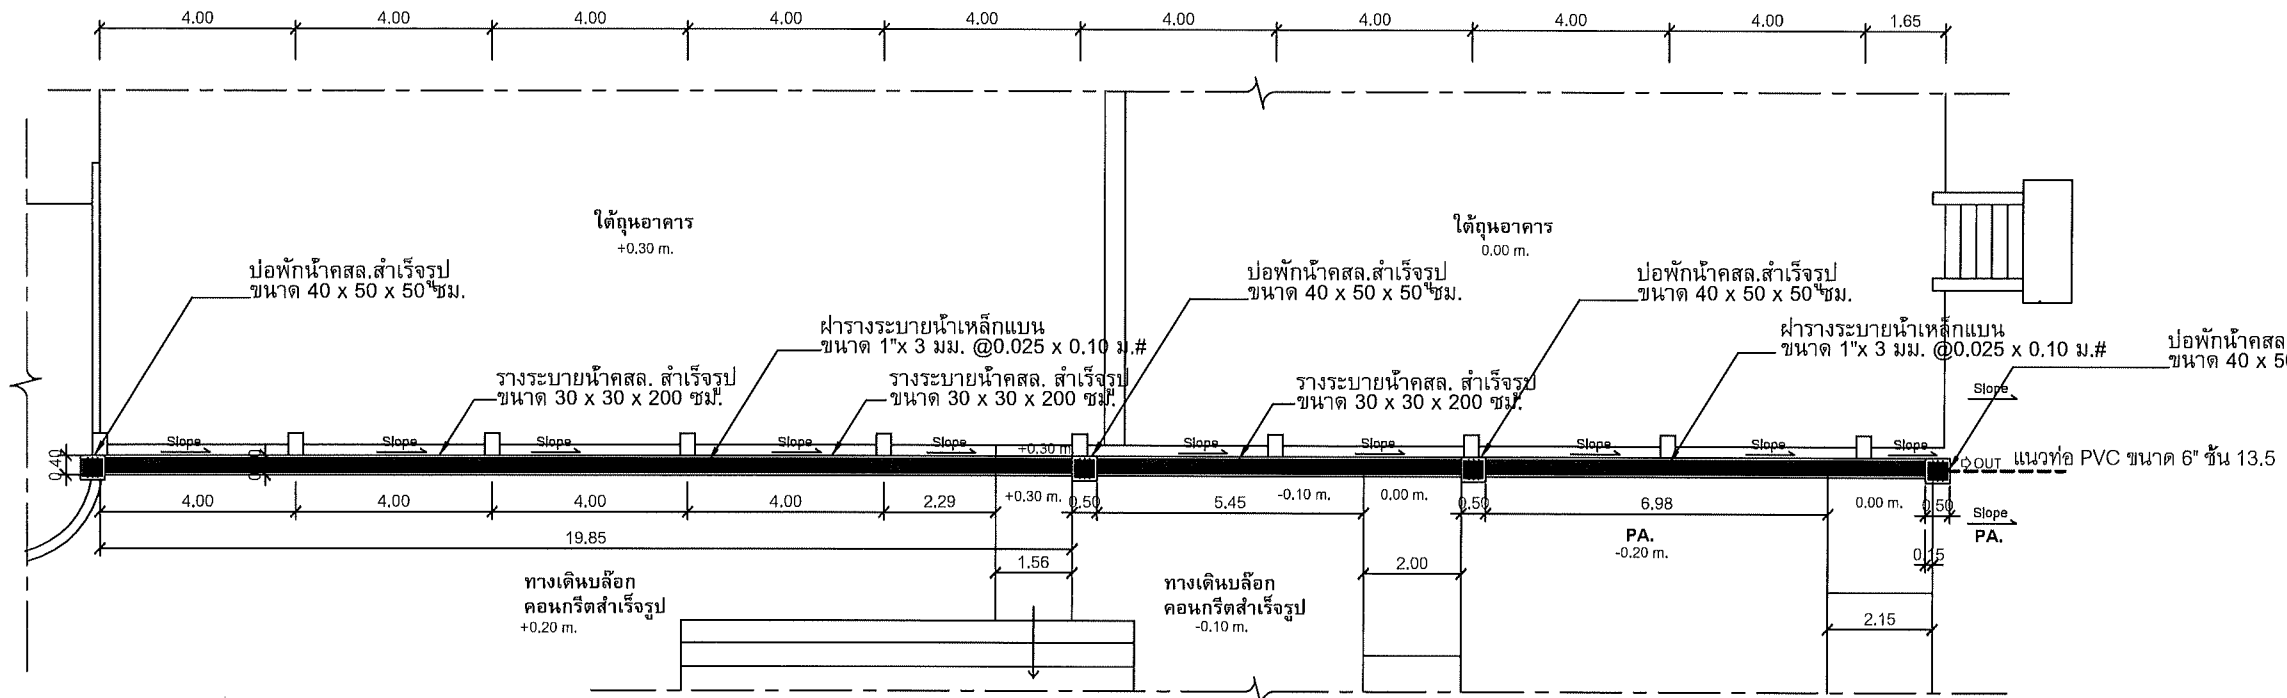 4.00 4.00 4.00 4.00 4.00 4.00 4.00 4.00 4.00 1.65
ใต้ถุนอาคาร
+0.30 m.
ใต้ถุนอาคาร
0.00 m.
บ่อพักน้ำคสล.สำเร็จรูป
ขนาด 40 x 50 x 50 ซม.
บ่อพักน้ำคสล.สำเร็จรูป
ขนาด 40 x 50 x 50 ซม.
บ่อพักน้ำคสล.สำเร็จรูป
ขนาด 40 x 50 x 50 ซม.
ฝารางระบายน้ำเหล็กแบน
ขนาด 1"x 3 มม. @0.025 x 0.10 ม.#
ฝารางระบายน้ำเหล็กแบน
ขนาด 1"x 3 มม. @0.025 x 0.10 ม.#
บ่อพักน้ำคสล
ขนาด 40 x 50
รางระบายน้ำคสล. สำเร็จรูป
ขนาด 30 x 30 x 200 ซม.
รางระบายน้ำคสล. สำเร็จรูป
ขนาด 30 x 30 x 200 ซม.
รางระบายน้ำคสล. สำเร็จรูป
ขนาด 30 x 30 x 200 ซม.
Slope
Slope Slope Slope Slope Slope +0.30 m. Slope Slope Slope Slope Slope
0.40
OUT แนวท่อ PVC ขนาด 6" ชั้น 13.5
4.00 4.00 4.00 4.00 2.29 +0.30 m. 0.50 5.45 -0.10 m. 0.00 m. 0.50 6.98 0.00 m. 0.50
Slope
PA.
19.85
PA.
-0.20 m.
0.15
1.56
2.00
ทางเดินบล๊อก
คอนกรีตสำเร็จรูป
+0.20 m.
ทางเดินบล๊อก
คอนกรีตสำเร็จรูป
-0.10 m.
2.15